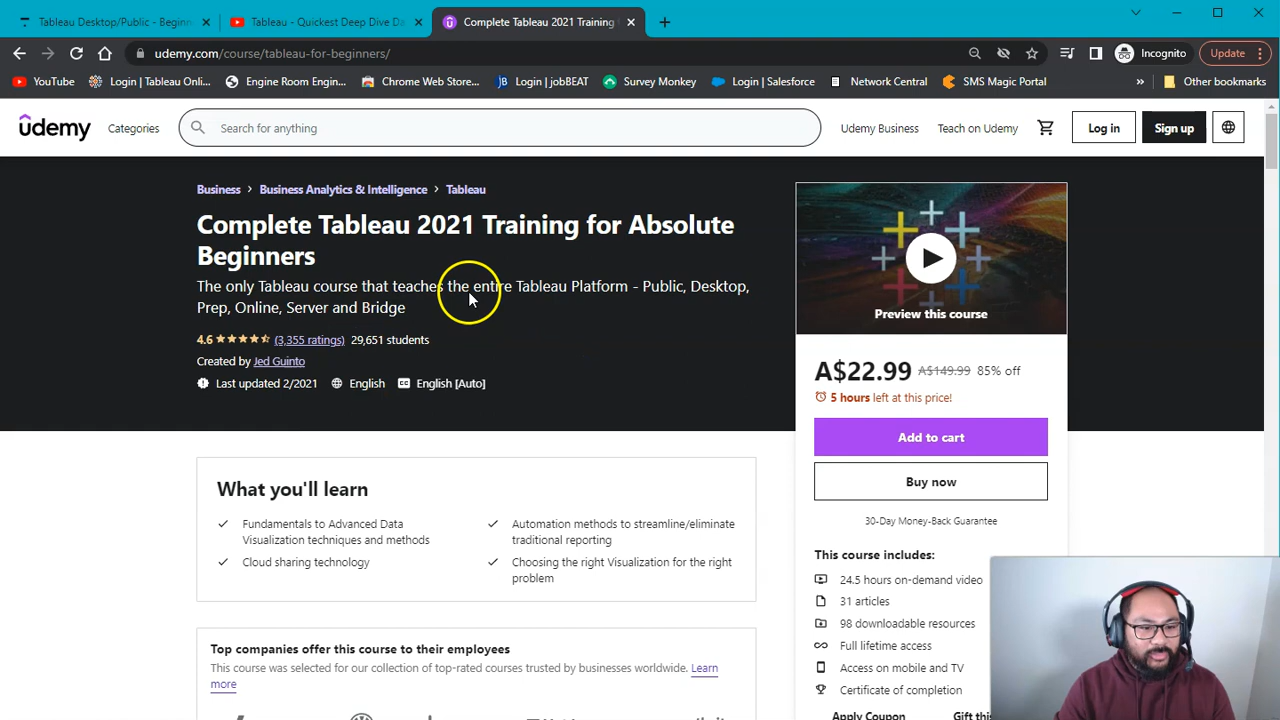 Tableau Desktop/Public - Beginn
Tableau - Quickest Deep Dive Da
Complete Tableau 2021 Training
udemy.com/course/tableau-for-beginners/
Incognito
Update
YouTube
Login | Tableau Onli...
Engine Room Engin...
Chrome Web Store...
Login | jobBEAT
Survey Monkey
Login | Salesforce
Network Central
SMS Magic Portal
»
Other bookmarks
udemy
Categories
Search for anything
Udemy Business
Teach on Udemy
Log in
Sign up
Business > Business Analytics & Intelligence > Tableau
Complete Tableau 2021 Training for Absolute
Beginners
The only Tableau course that teaches the entire Tableau Platform - Public, Desktop,
Prep, Online, Server and Bridge
4.6 (3,355 ratings) 29,651 students
Created by Jed Guinto
Last updated 2/2021 English CC English [Auto]
Preview this course
A$22.99 A$149.99 85% off
5 hours left at this price!
Add to cart
Buy now
30-Day Money-Back Guarantee
This course includes:
24.5 hours on-demand video
31 articles
98 downloadable resources
Full lifetime access
Access on mobile and TV
Certificate of completion
Apply Coupon
Gift thi
What you'll learn
Fundamentals to Advanced Data
Visualization techniques and methods
Cloud sharing technology
Automation methods to streamline/eliminate
traditional reporting
Choosing the right Visualization for the right
problem
Top companies offer this course to their employees
This course was selected for our collection of top-rated courses trusted by businesses worldwide. Learn
more